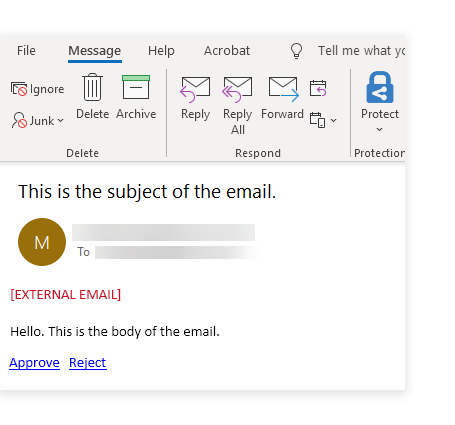 File Message Help Acrobat Tell me what yo
Ignore
Junk
Delete Archive
Reply Reply All Forward
Protect
Delete Respond Protection
This is the subject of the email.
M
To
[EXTERNAL EMAIL]
Hello. This is the body of the email.
Approve Reject